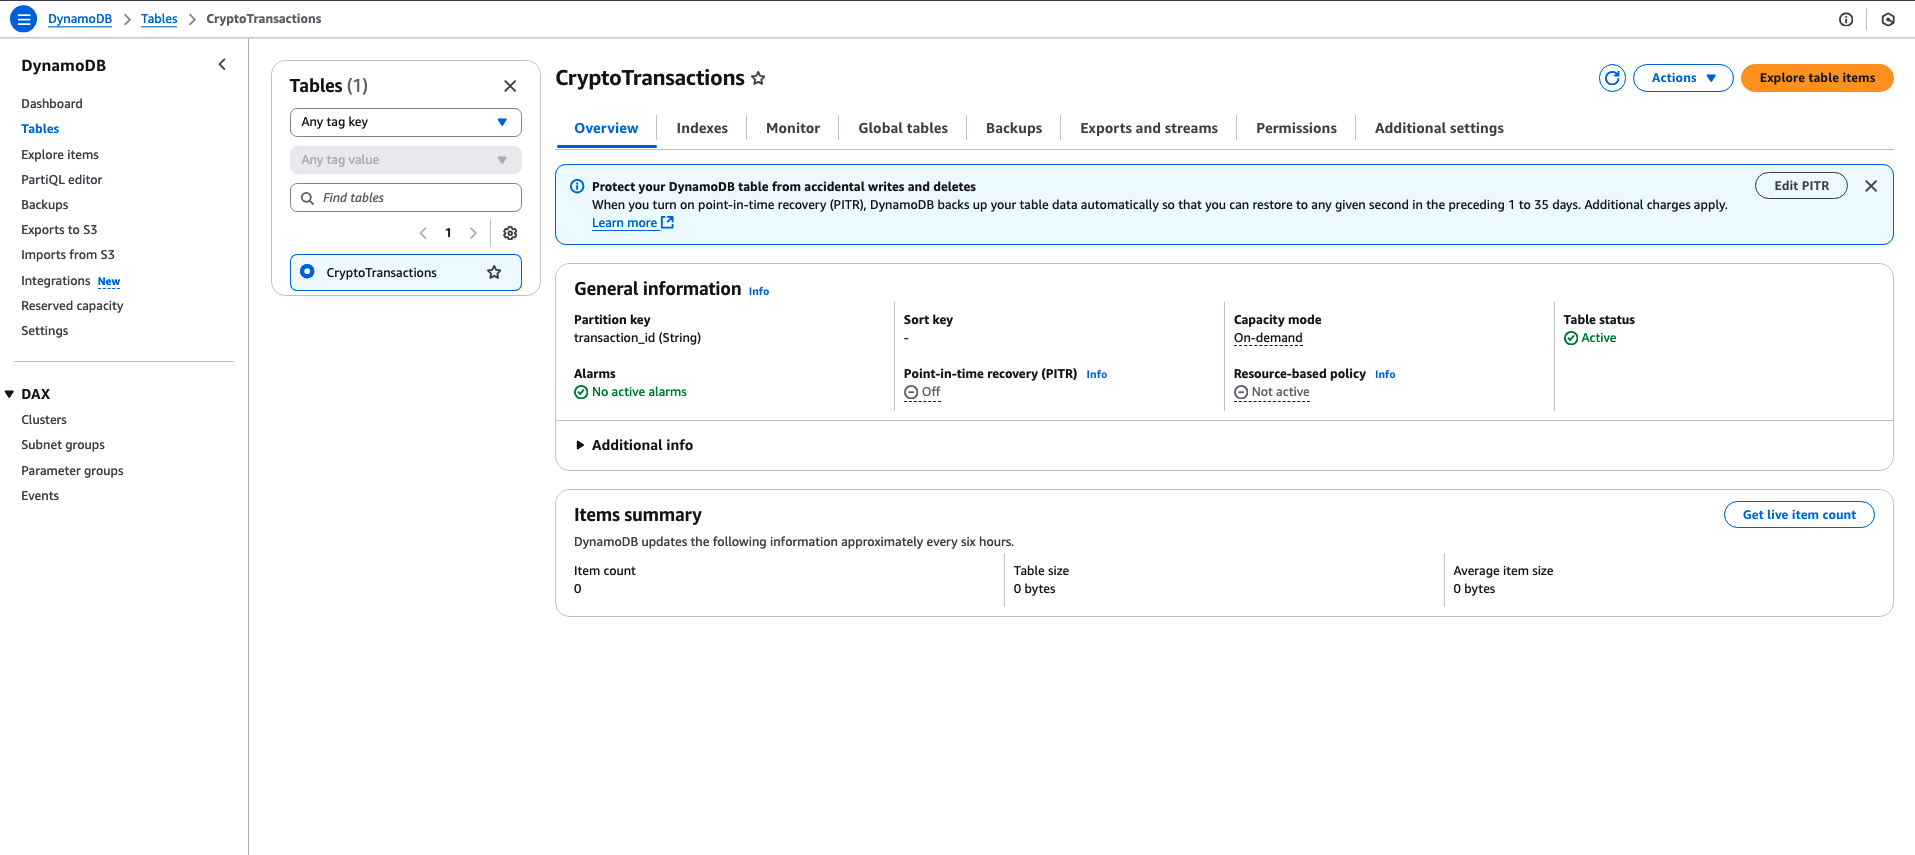 DynamoDB > Tables > CryptoTransactions
DynamoDB
Dashboard
Tables
Explore items
PartiQL editor
Backups
Exports to S3
Imports from S3
Integrations New
Reserved capacity
Settings
DAX
Clusters
Subnet groups
Parameter groups
Events
Tables (1)
Any tag key
Any tag value
Find tables
1
CryptoTransactions
CryptoTransactions
Actions
Explore table items
Overview
Indexes
Monitor
Global tables
Backups
Exports and streams
Permissions
Additional settings
Protect your DynamoDB table from accidental writes and deletes
When you turn on point-in-time recovery (PITR), DynamoDB backs up your table data automatically so that you can restore to any given second in the preceding 1 to 35 days. Additional charges apply.
Learn more
Edit PITR
General information Info
Partition key
transaction_id (String)
Sort key
-
Capacity mode
On-demand
Table status
Active
Alarms
No active alarms
Point-in-time recovery (PITR) Info
Off
Resource-based policy Info
Not active
Additional info
Items summary
Get live item count
DynamoDB updates the following information approximately every six hours.
Item count
0
Table size
0 bytes
Average item size
0 bytes